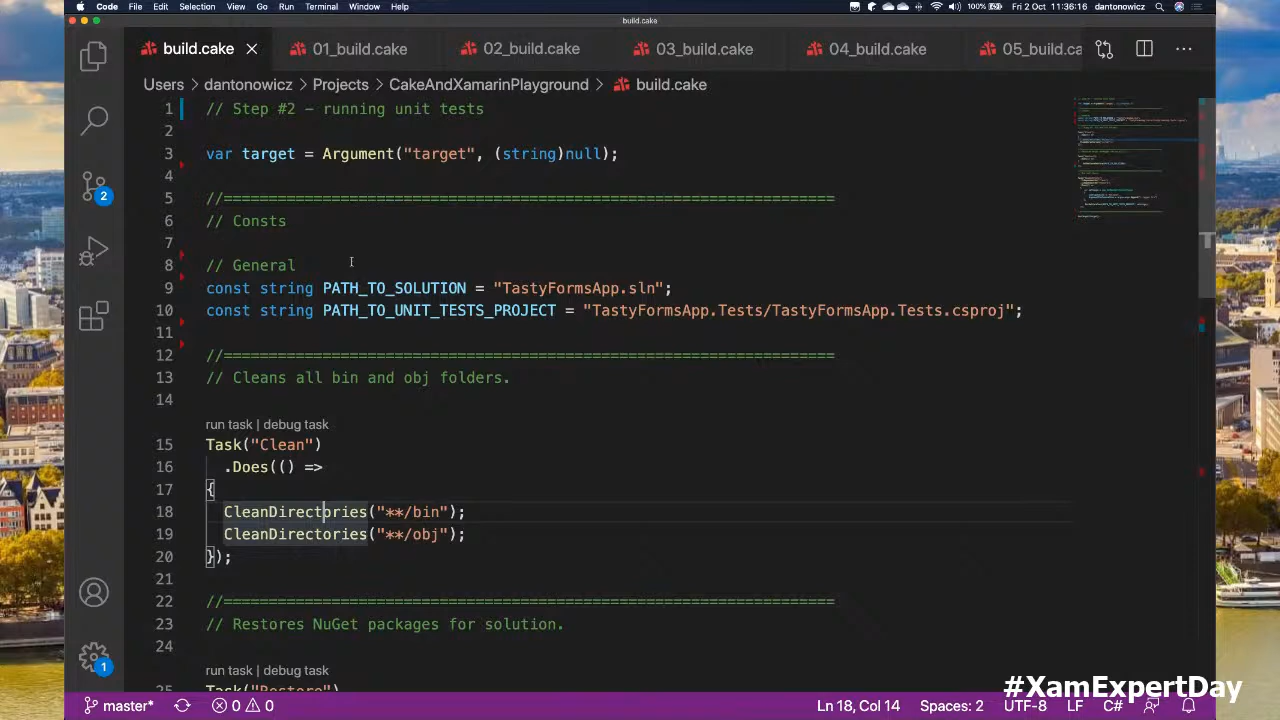 Code File Edit Selection View Go Run Terminal Window Help 100% Fri 2 Oct 11:36:16 dantonowicz
build.cake
build.cake 01_build.cake 02_build.cake 03_build.cake 04_build.cake 05_build.ca
Users dantonowicz Projects CakeAndXamarinPlayground build.cake
1 // Step #2 - running unit tests
2
3 var target = Argument("target", (string)null);
4
5 //====================================================================
6 // Consts
7
8 // General
9 const string PATH_TO_SOLUTION = "TastyFormsApp.sln";
10 const string PATH_TO_UNIT_TESTS_PROJECT = "TastyFormsApp.Tests/TastyFormsApp.Tests.csproj";
11
12 //====================================================================
13 // Cleans all bin and obj folders.
14
run task | debug task
15 Task("Clean")
16 .Does(() =>
17 {
18 CleanDirectories("**/bin");
19 CleanDirectories("**/obj");
20 });
21
22 //====================================================================
23 // Restores NuGet packages for solution.
24
run task | debug task
25 Task("Restore")
#XamExpertDay
master* 0 0 Ln 18, Col 14 Spaces: 2 UTF-8 LF C#
2
1